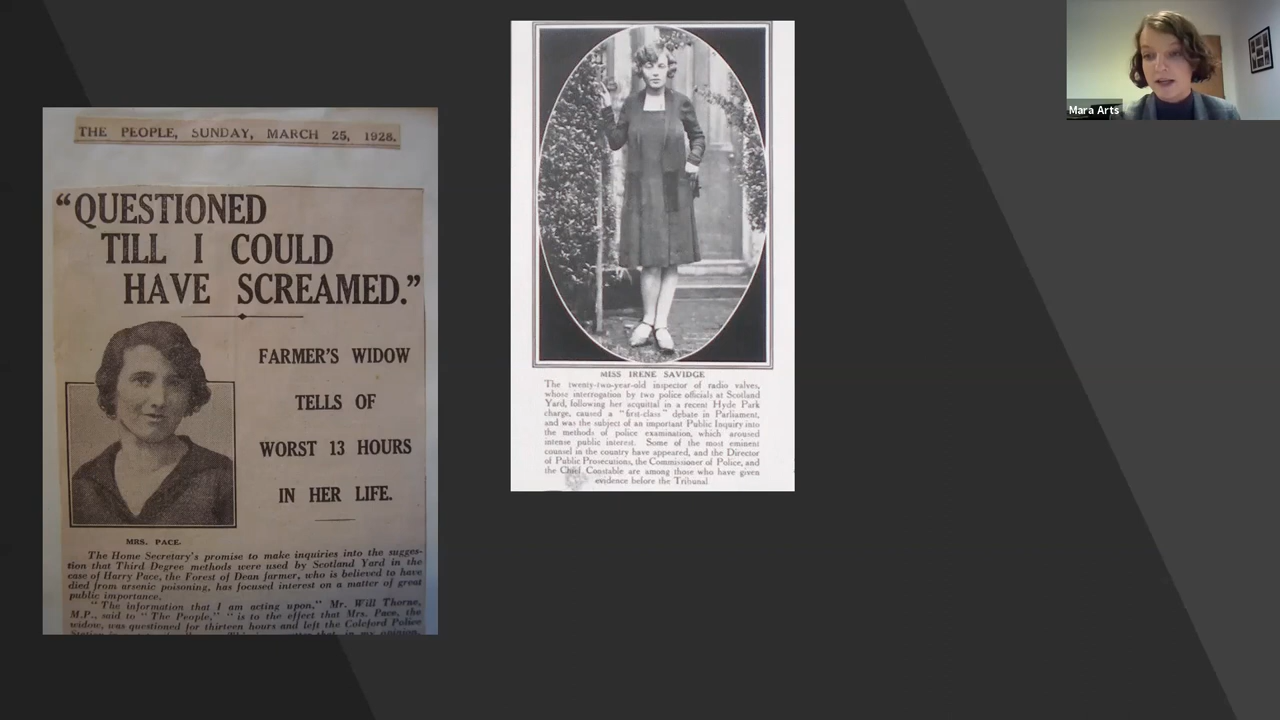 THE PEOPLE, SUNDAY, MARCH 25, 1928.
“QUESTIONED
TILL I COULD
HAVE SCREAMED.”
FARMER'S WIDOW
TELLS OF
WORST 13 HOURS
IN HER LIFE.
MRS. PACE.
The Home Secretary's promise to make inquiries into the sugges-
tion that Third Degree methods were used by Scotland Yard in the
case of Harry Pace, the Forest of Dean farmer, who is believed to have
died from arsenic poisoning, has focused interest on a matter of great
public importance.
“The information that I am acting upon,” Mr. Will Thorne,
M.P., said to “The People,” “is to the effect that Mrs. Pace, the
widow, was questioned for thirteen hours and left the Coleford Police
MISS IRENE SAVIDGE
The twenty-two-year-old inspector of radio valves,
whose interrogation by two police officials at Scotland
Yard, following her acquittal in a recent Hyde Park
charge, caused a “first-class” debate in Parliament,
and was the subject of an important Public Inquiry into
the methods of police examination, which aroused
intense public interest. Some of the most eminent
counsel in the country have appeared, and the Director
of Public Prosecutions, the Commissioner of Police, and
the Chief Constable are among those who have given
evidence before the Tribunal.
Mara Arts